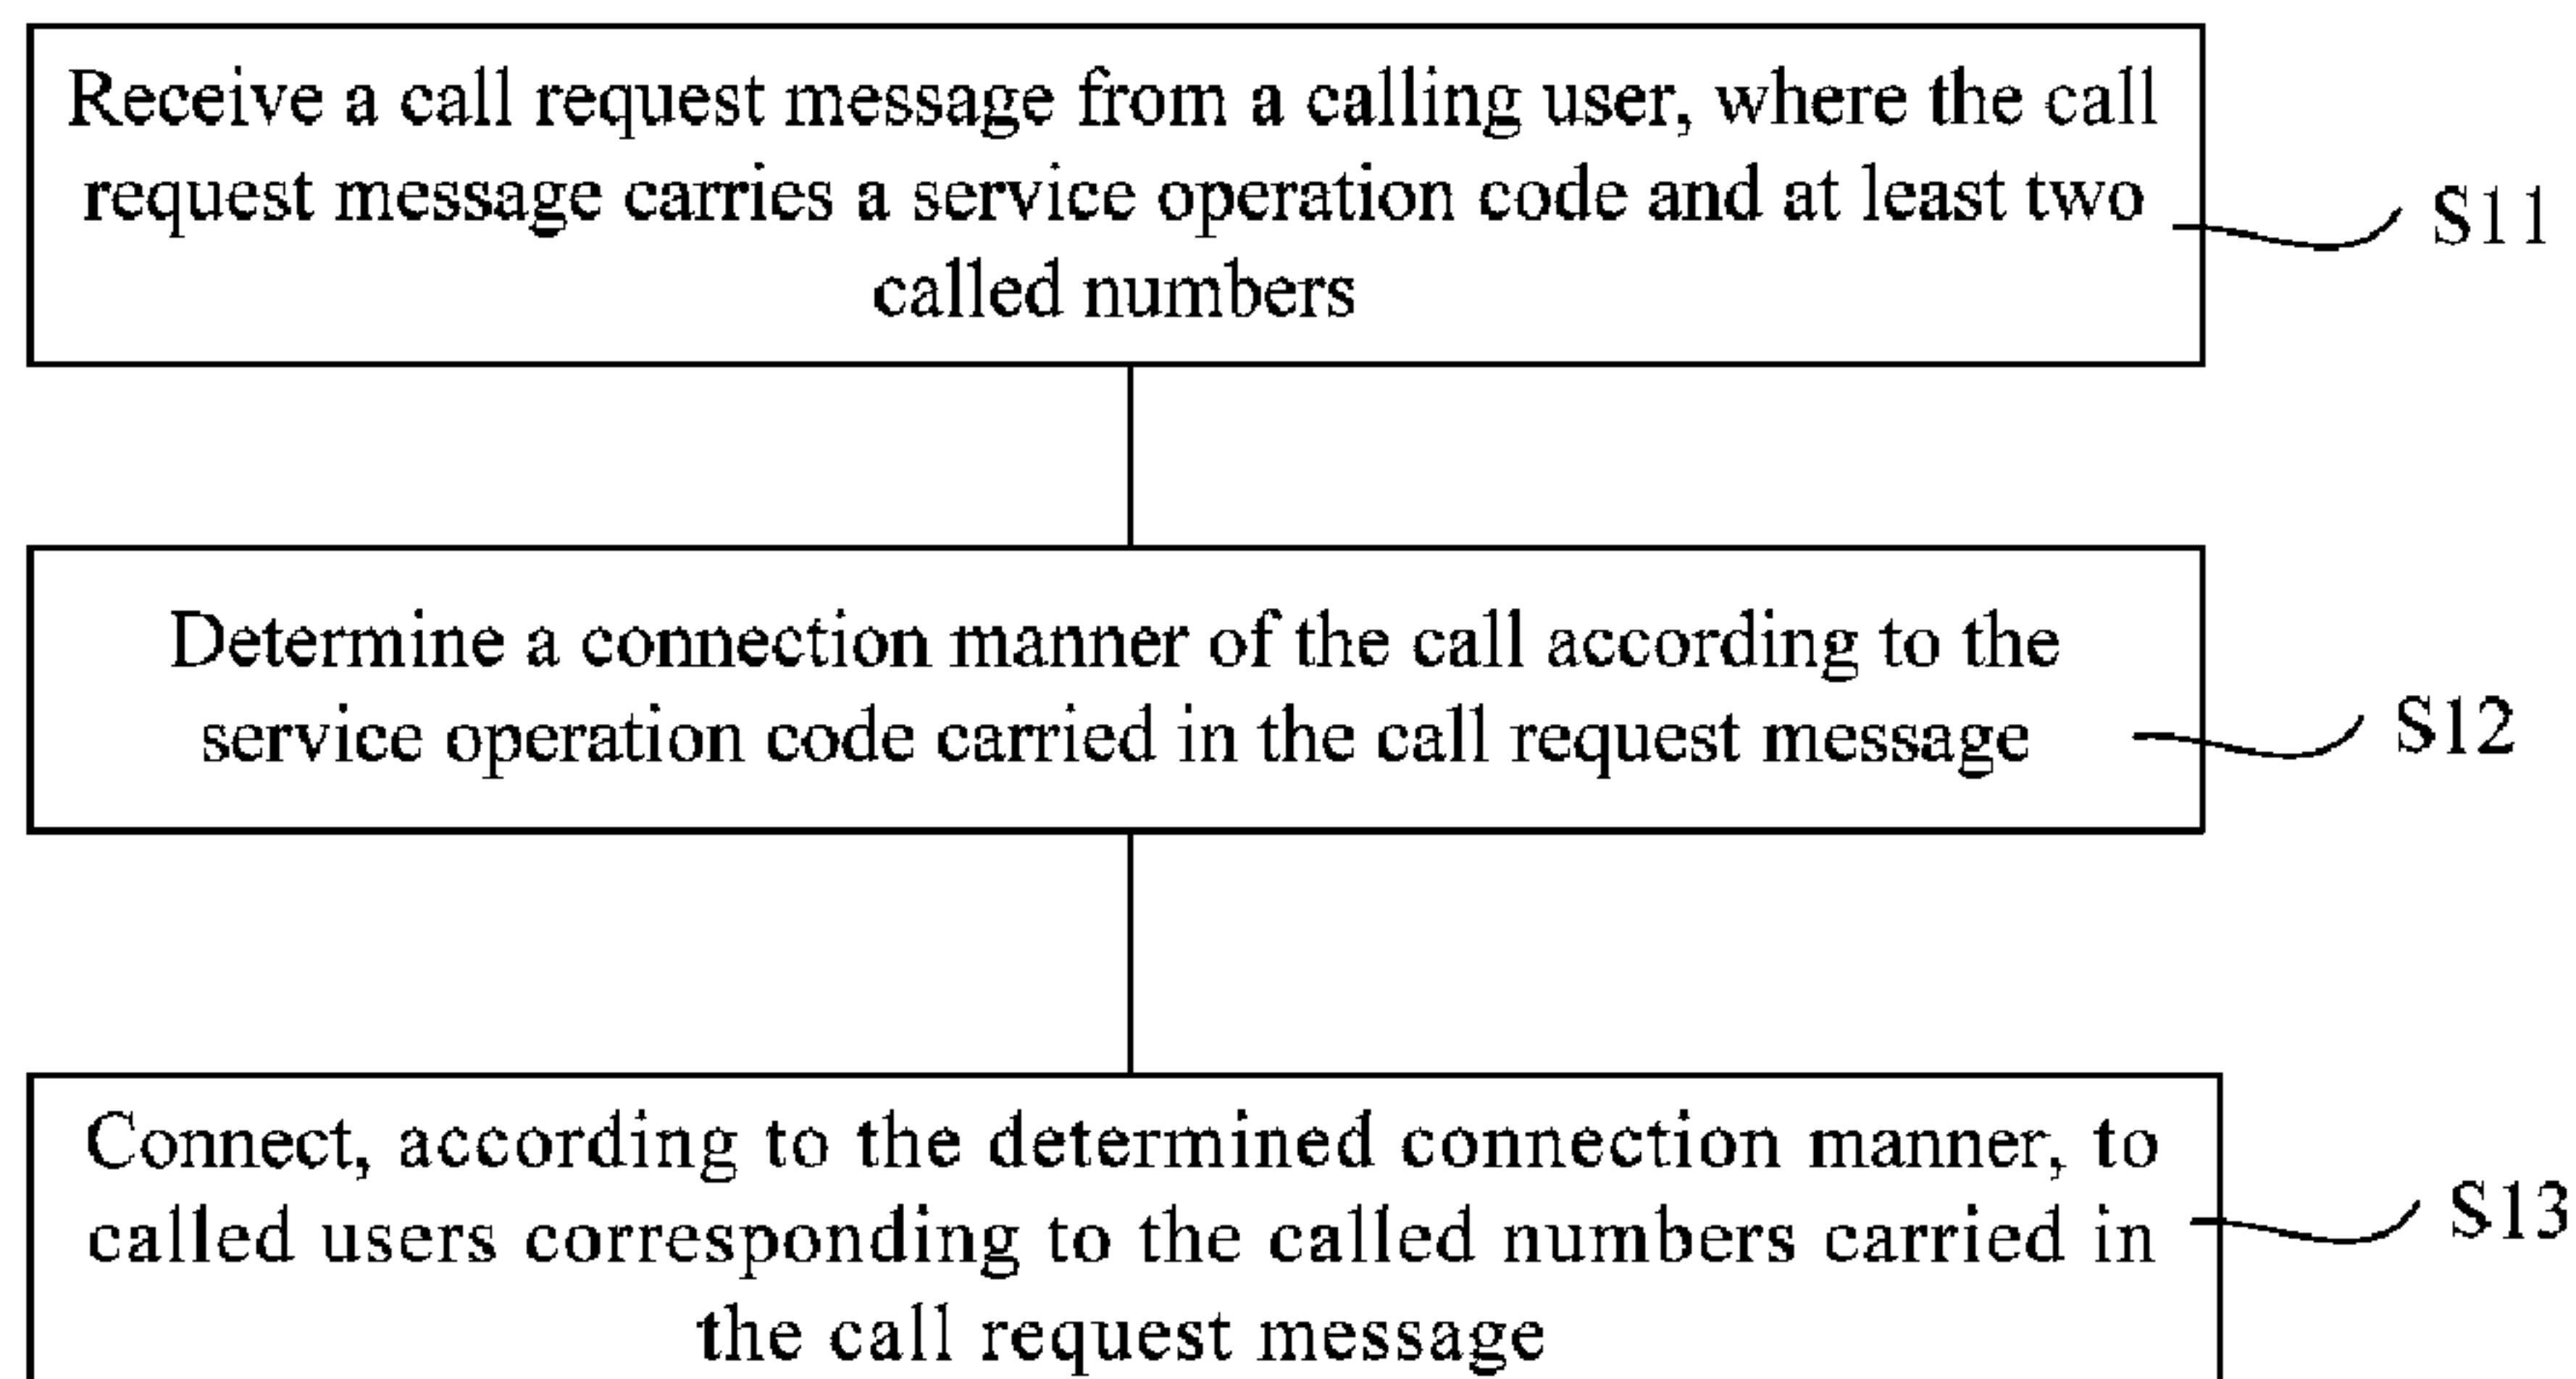 Receive a call request message from a calling user, where the call
request message carries a service operation code and at least two
called numbers
S11
Determine a connection manner of the call according to the
service operation code carried in the call request message
S12
Connect, according to the determined connection manner, to
called users corresponding to the called numbers carried in
the call request message
S13